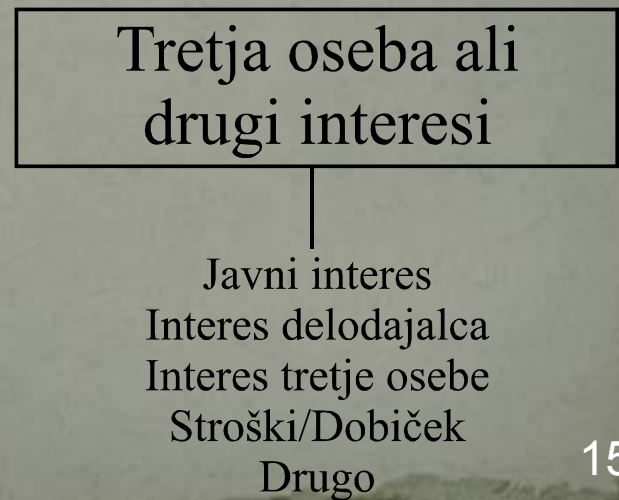 Tretja oseba ali
drugi interesi
Javni interes
Interes delodajalca
Interes tretje osebe
Stroški/Dobiček
Drugo
15